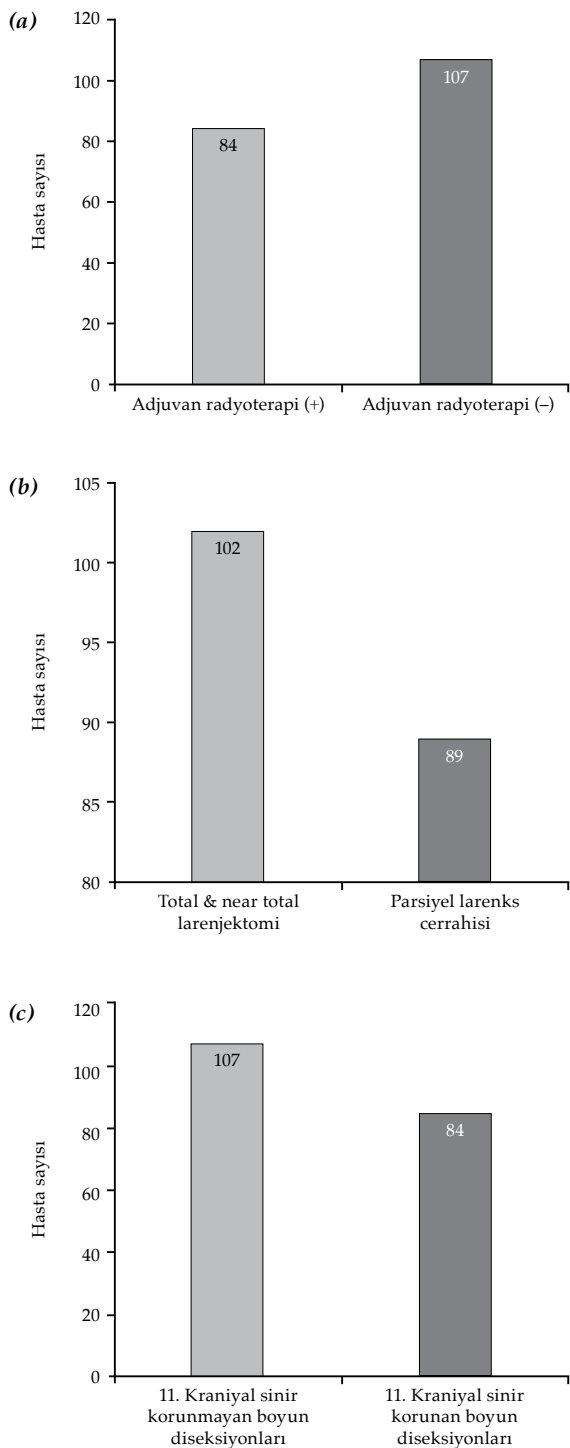 (a)
120
100
80
60
40
20
0
Hasta sayısı
84
107
Adjuvan radyoterapi (+)
Adjuvan radyoterapi (–)
(b)
105
100
95
90
85
80
Hasta sayısı
102
89
Total & near total
larenjektomi
Parsiyel larenks
cerrahisi
(c)
120
100
80
60
40
20
0
Hasta sayısı
107
84
11. Kraniyal sinir
korunmayan boyun
diseksiyonları
11. Kraniyal sinir
korunan boyun
diseksiyonları